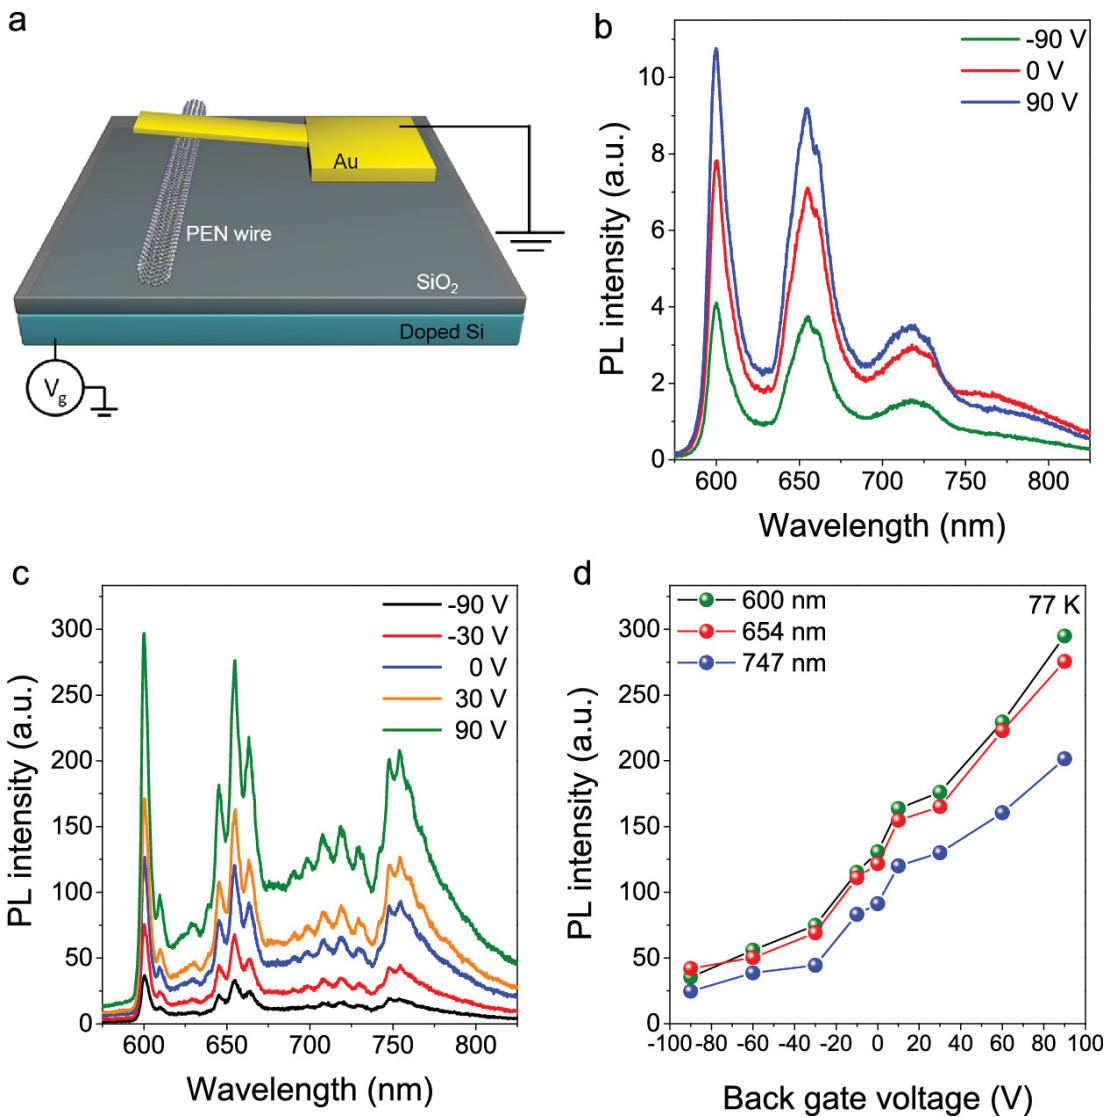 a
Au
PEN wire
SiO₂
Doped Si
V_g
b
-90 V
0 V
90 V
PL intensity (a.u.)
10
8
6
4
2
0
600
650
700
750
800
Wavelength (nm)
c
-90 V
-30 V
0 V
30 V
90 V
PL intensity (a.u.)
300
250
200
150
100
50
0
600
650
700
750
800
Wavelength (nm)
d
600 nm
654 nm
747 nm
77 K
PL intensity (a.u.)
300
250
200
150
100
50
0
-100
-80
-60
-40
-20
0
20
40
60
80
100
Back gate voltage (V)